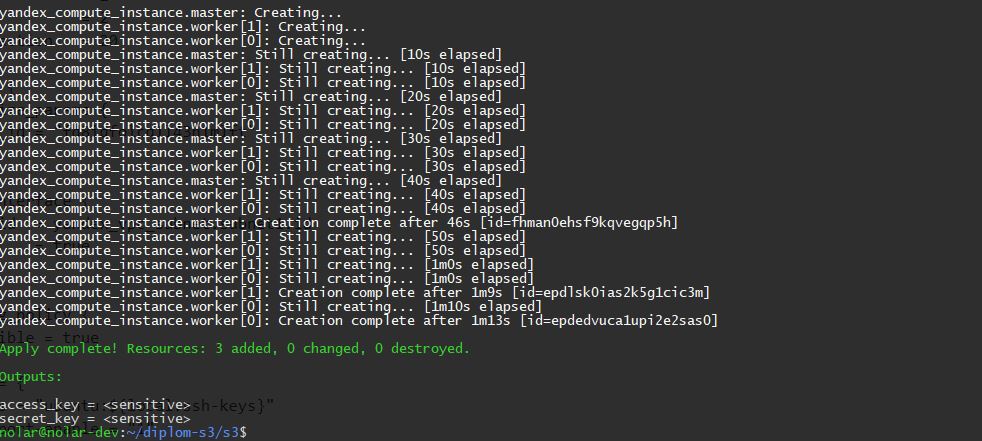 yandex_compute_instance.master: Creating...
yandex_compute_instance.worker[1]: Creating...
yandex_compute_instance.worker[0]: Creating...
yandex_compute_instance.master: Still creating... [10s elapsed]
yandex_compute_instance.worker[1]: Still creating... [10s elapsed]
yandex_compute_instance.worker[0]: Still creating... [10s elapsed]
yandex_compute_instance.master: Still creating... [20s elapsed]
yandex_compute_instance.worker[1]: Still creating... [20s elapsed]
yandex_compute_instance.worker[0]: Still creating... [20s elapsed]
yandex_compute_instance.master: Still creating... [30s elapsed]
yandex_compute_instance.worker[1]: Still creating... [30s elapsed]
yandex_compute_instance.worker[0]: Still creating... [30s elapsed]
yandex_compute_instance.master: Still creating... [40s elapsed]
yandex_compute_instance.worker[1]: Still creating... [40s elapsed]
yandex_compute_instance.worker[0]: Still creating... [40s elapsed]
yandex_compute_instance.master: Creation complete after 46s [id=fhman0ehsf9kqvegqp5h]
yandex_compute_instance.worker[1]: Still creating... [50s elapsed]
yandex_compute_instance.worker[0]: Still creating... [50s elapsed]
yandex_compute_instance.worker[1]: Still creating... [1m0s elapsed]
yandex_compute_instance.worker[0]: Still creating... [1m0s elapsed]
yandex_compute_instance.worker[1]: Creation complete after 1m9s [id=epdlsk0ias2k5g1cic3m]
yandex_compute_instance.worker[0]: Still creating... [1m10s elapsed]
yandex_compute_instance.worker[0]: Creation complete after 1m13s [id=epdedvuca1upi2e2sas0]
ible = true
Apply complete! Resources: 3 added, 0 changed, 0 destroyed.
Outputs:
= {
access_key = <sensitive>
ssh-keys}"
secret_key = <sensitive>
nolar@nolar-dev:~/diplom-s3/s3$